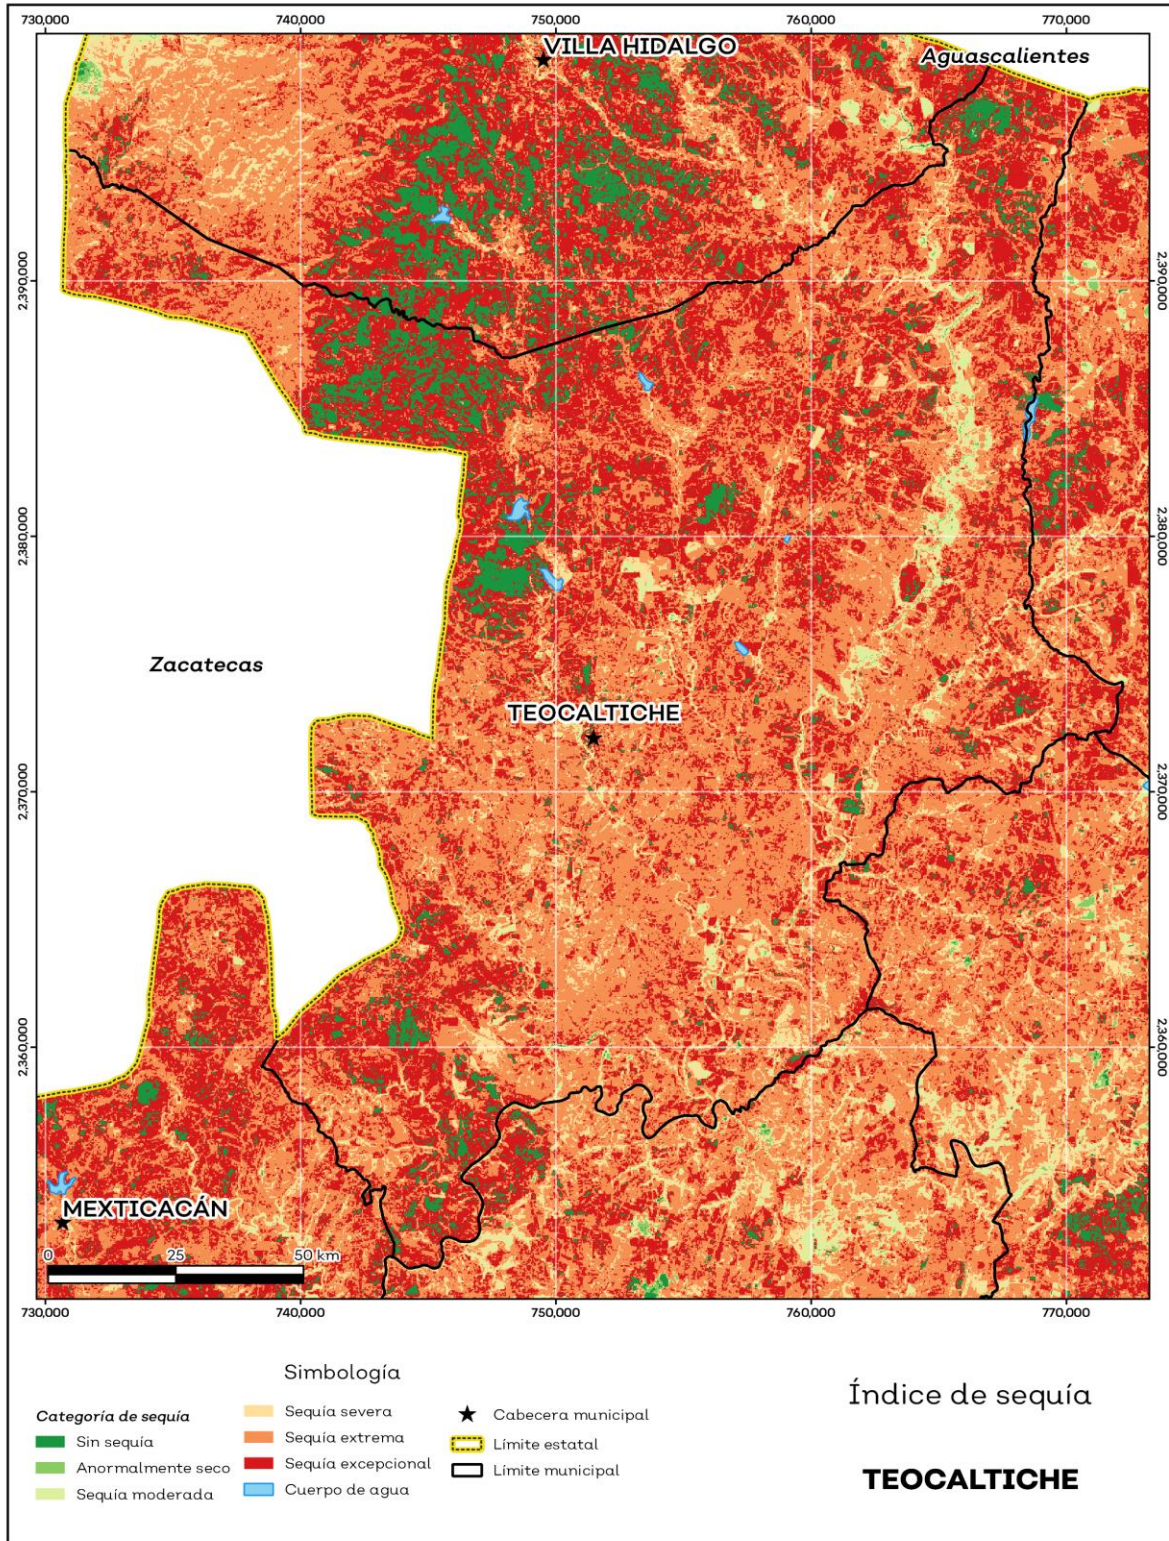 730,000
740,000
750,000
760,000
770,000
VILLA HIDALGO
Aguascalientes
2,390,000
2,390,000
2,380,000
2,380,000
Zacatecas
TEOCALTICHE
2,370,000
2,370,000
2,360,000
2,360,000
MEXTICACÁN
0
25
50 km
730,000
740,000
750,000
760,000
770,000
Simbología
Categoría de sequía
Sin sequía
Anormalmente seco
Sequía moderada
Sequía severa
Sequía extrema
Sequía excepcional
Cuerpo de agua
Cabecera municipal
Límite estatal
Límite municipal
Índice de sequía
TEOCALTICHE